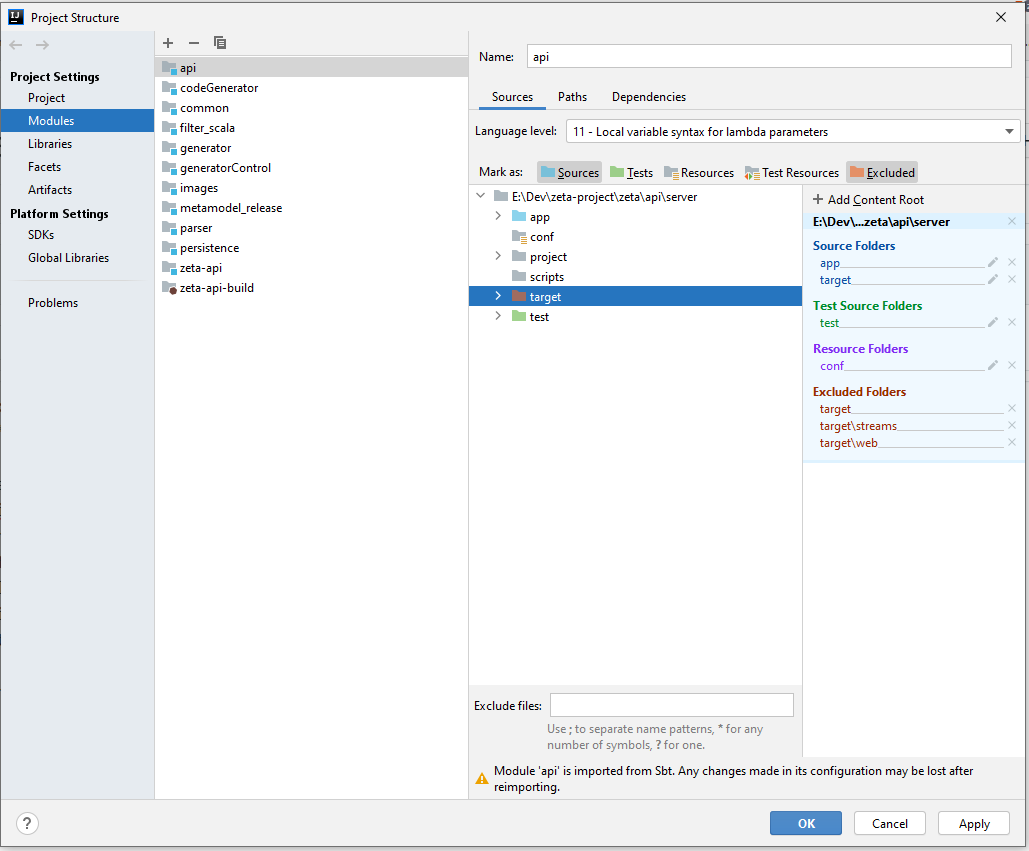 IJ
Project Structure
Project Settings
Project
Modules
Libraries
Facets
Artifacts
Platform Settings
SDKs
Global Libraries
Problems
api
codeGenerator
common
filter_scala
generator
generatorControl
images
metamodel_release
parser
persistence
zeta-api
zeta-api-build
Name: api
Sources Paths Dependencies
Language level: 11 - Local variable syntax for lambda parameters
Mark as: Sources Tests Resources Test Resources Excluded
E:\Dev\zeta-project\zeta\api\server
app
conf
project
scripts
target
test
Exclude files:
Use ; to separate name patterns, * for any
number of symbols, ? for one.
+ Add Content Root
E:\Dev\...zeta\api\server
Source Folders
app
target
Test Source Folders
test
Resource Folders
conf
Excluded Folders
target
target\streams
target\web
Module 'api' is imported from Sbt. Any changes made in its configuration may be lost after
reimporting.
?
OK Cancel Apply